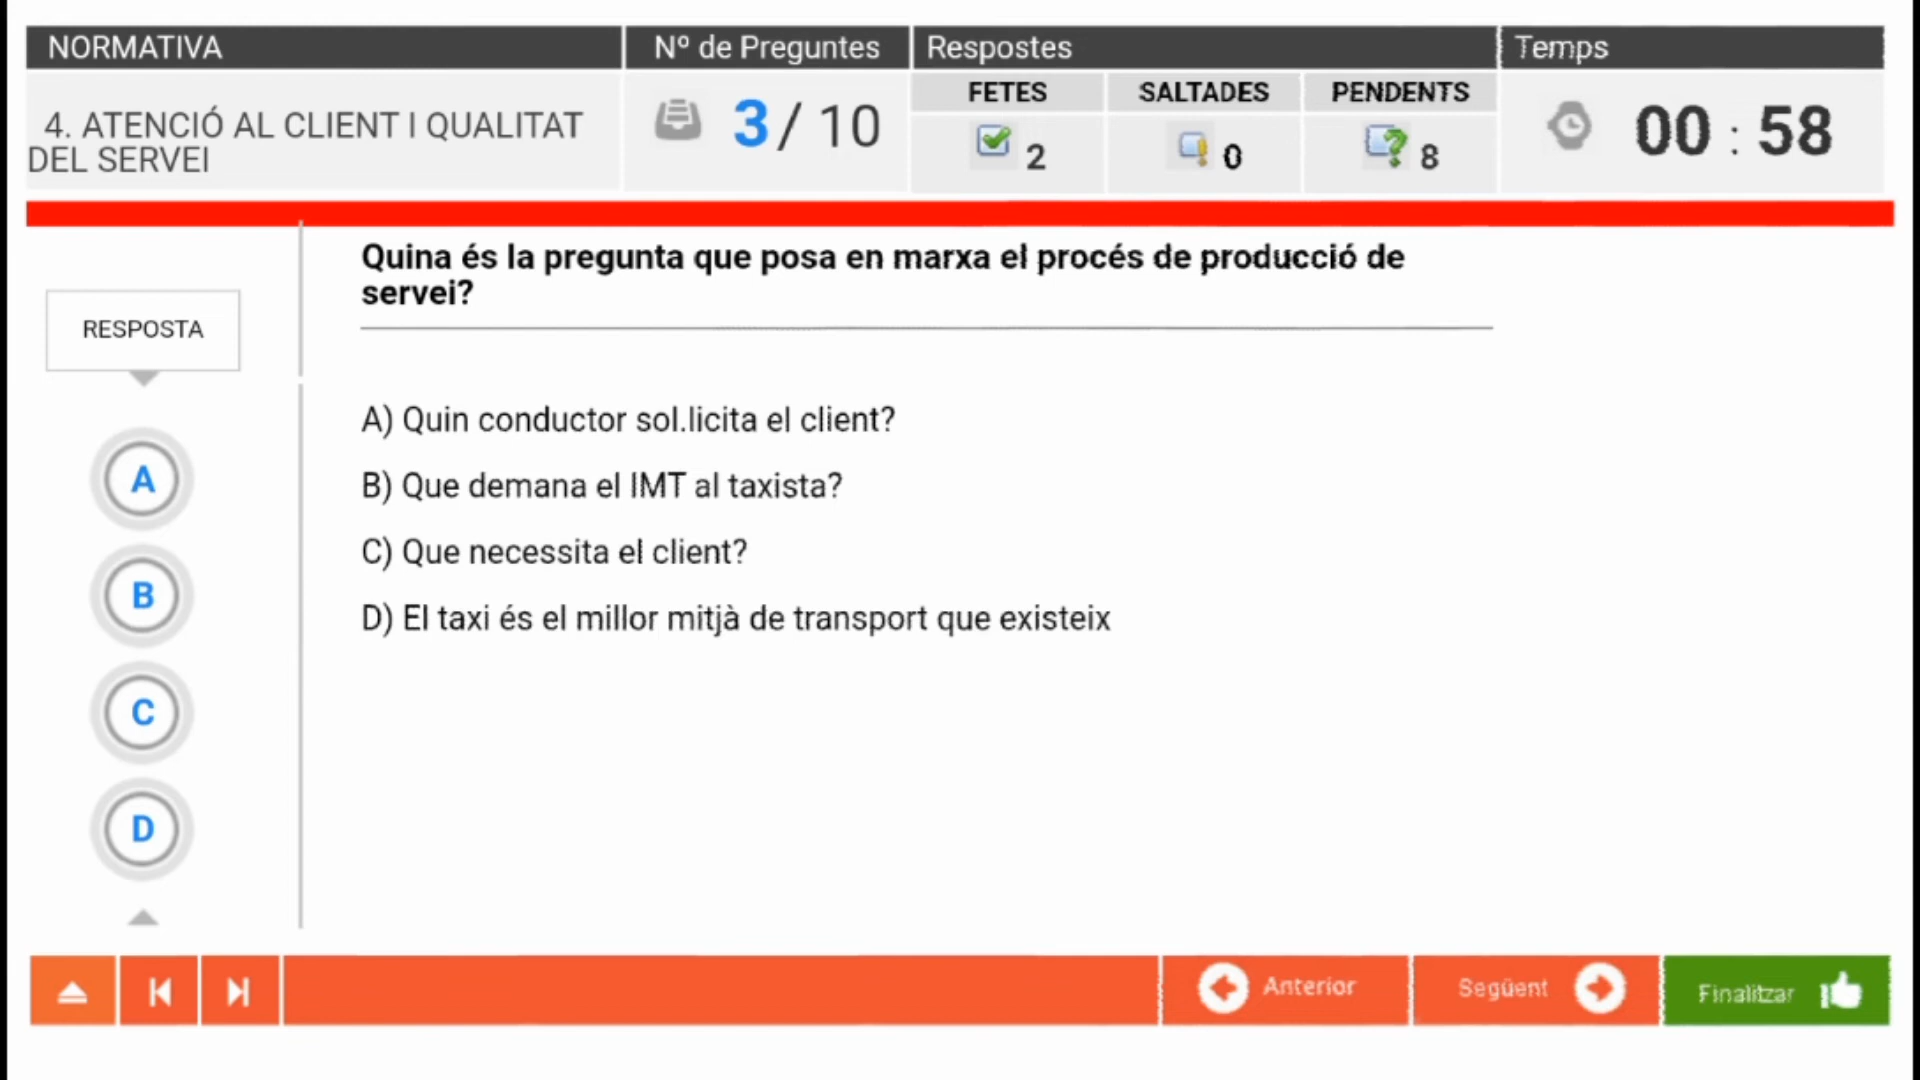 NORMATIVA
Nº de Preguntes
Respostes
Temps
4. ATENCIÓ AL CLIENT I QUALITAT
DEL SERVEI
3 / 10
FETES
SALTADES
PENDENTS
2
0
8
00 : 58
Quina és la pregunta que posa en marxa el procés de producció de
servei?
RESPOSTA
A) Quin conductor sol.licita el client?
B) Que demana el IMT al taxista?
C) Que necessita el client?
D) El taxi és el millor mitjà de transport que existeix
A
B
C
D
Anterior
Següent
Finalitzar